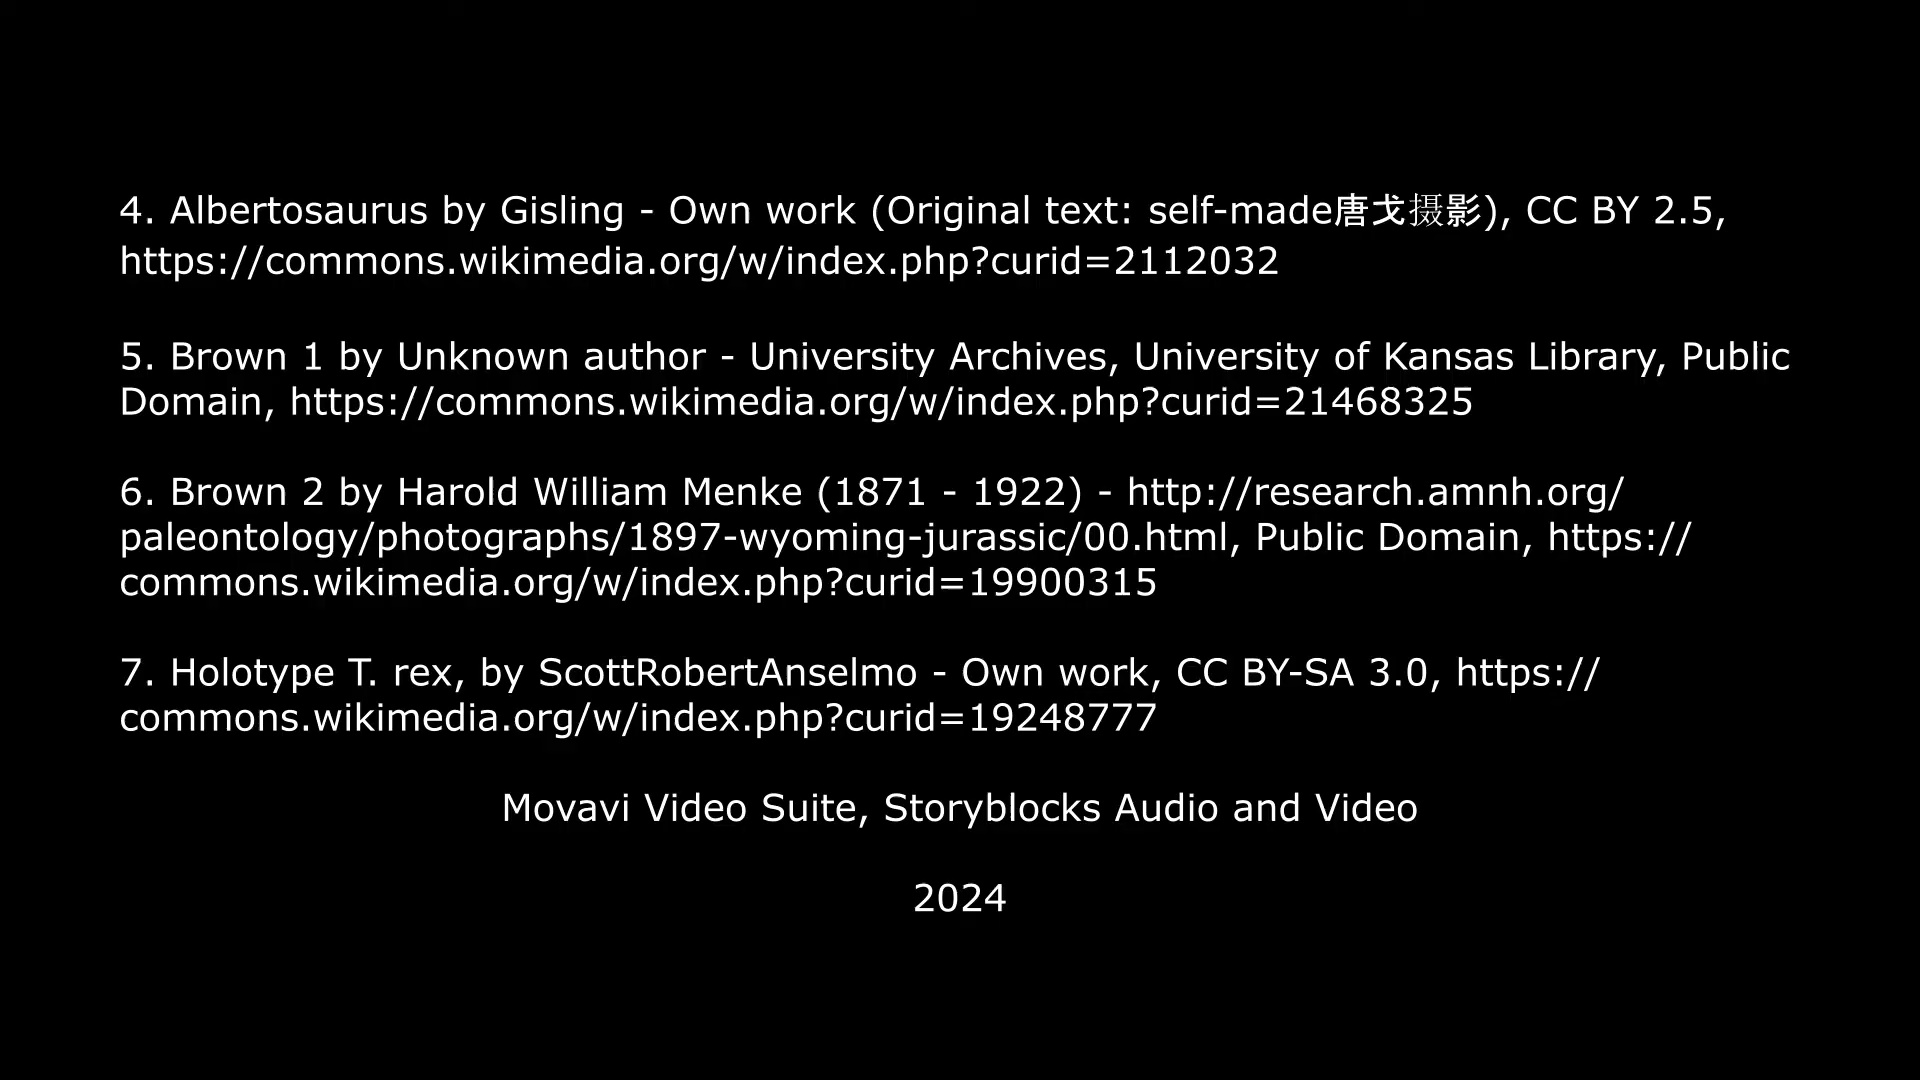 4. Albertosaurus by Gisling - Own work (Original text: self-made唐戈摄影), CC BY 2.5,
https://commons.wikimedia.org/w/index.php?curid=2112032
5. Brown 1 by Unknown author - University Archives, University of Kansas Library, Public
Domain, https://commons.wikimedia.org/w/index.php?curid=21468325
6. Brown 2 by Harold William Menke (1871 - 1922) - http://research.amnh.org/
paleontology/photographs/1897-wyoming-jurassic/00.html, Public Domain, https://
commons.wikimedia.org/w/index.php?curid=19900315
7. Holotype T. rex, by ScottRobertAnselmo - Own work, CC BY-SA 3.0, https://
commons.wikimedia.org/w/index.php?curid=19248777
Movavi Video Suite, Storyblocks Audio and Video
2024